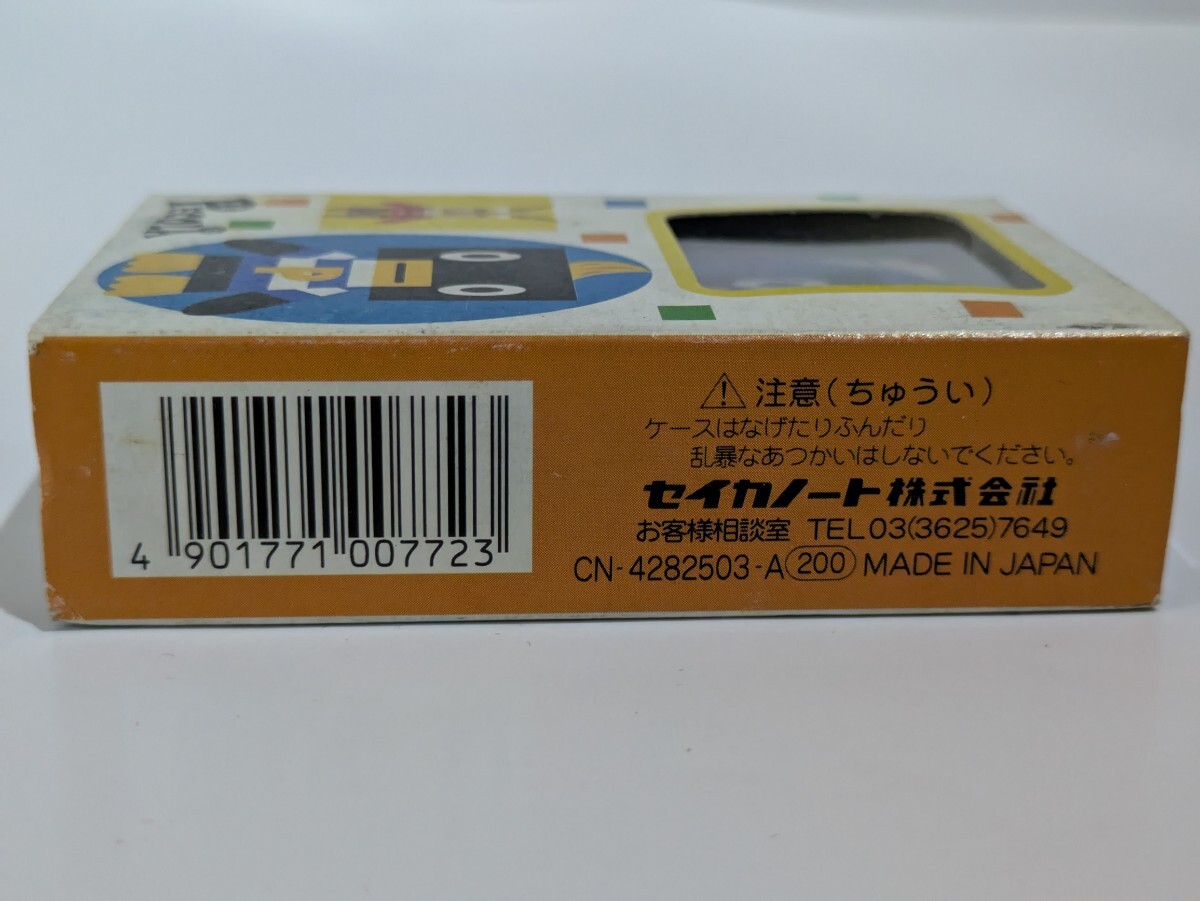 4 901771 007723
⚠ 注意(ちゅうい)
ケースはなげたりふんだり
乱暴なあつかいはしないでください。
セイカノート株式会社
お客様相談室 TEL03(3625)7649
CN-4282503-A 200 MADE IN JAPAN